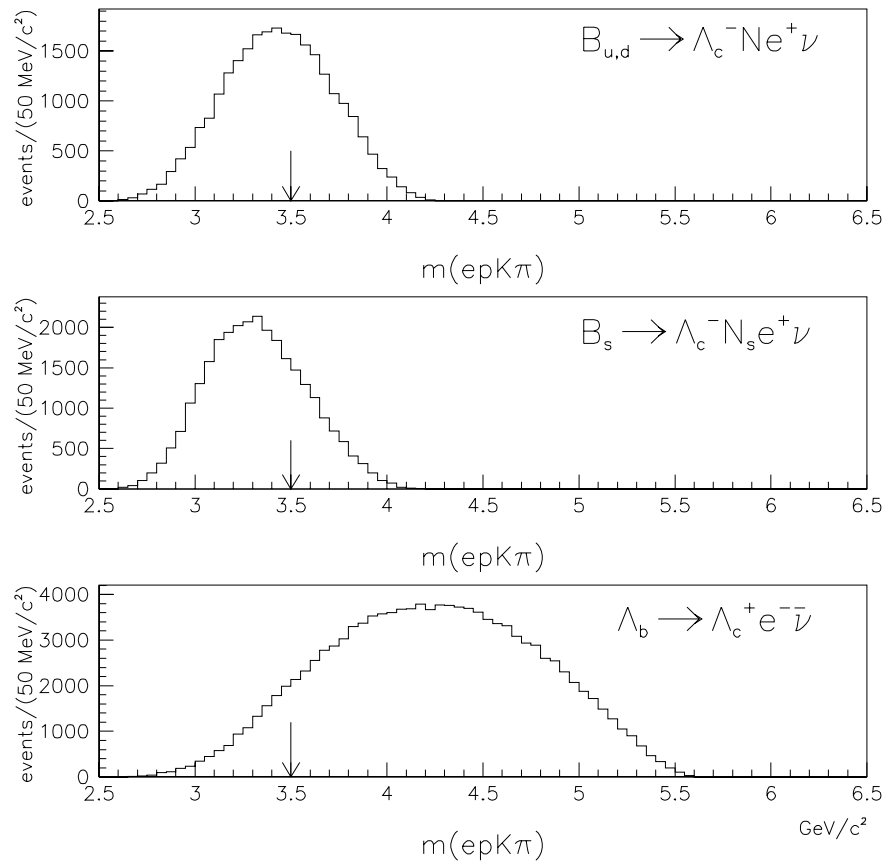 events/(50 MeV/c²)
1500
1000
500
0
B_{u,d} → Λ_c⁻Ne⁺ν
2.5 3 3.5 4 4.5 5 5.5 6 6.5
m(epKπ)
events/(50 MeV/c²)
2000
1500
1000
500
0
B_s → Λ_c⁻N_se⁺ν
2.5 3 3.5 4 4.5 5 5.5 6 6.5
m(epKπ)
events/(50 MeV/c²)
4000
3000
2000
1000
0
Λ_b → Λ_c⁺e⁻ν̄
2.5 3 3.5 4 4.5 5 5.5 6 6.5
GeV/c²
m(epKπ)